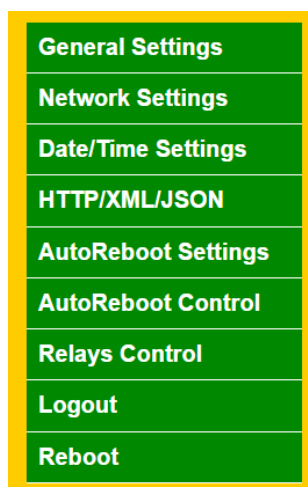 General Settings
Network Settings
Date/Time Settings
HTTP/XML/JSON
AutoReboot Settings
AutoReboot Control
Relays Control
Logout
Reboot